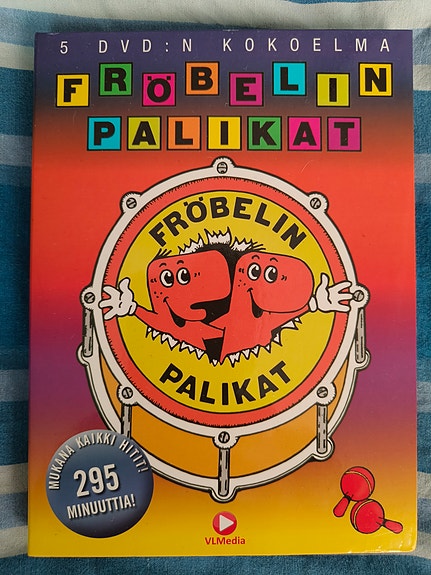 5 DVD:N KOKOELMA
FRÖBELIN
PALIKAT
FRÖBELIN
PALIKAT
MUKANA KAIKKI HITIT!
295
MINUUTTIA!
VLMedia